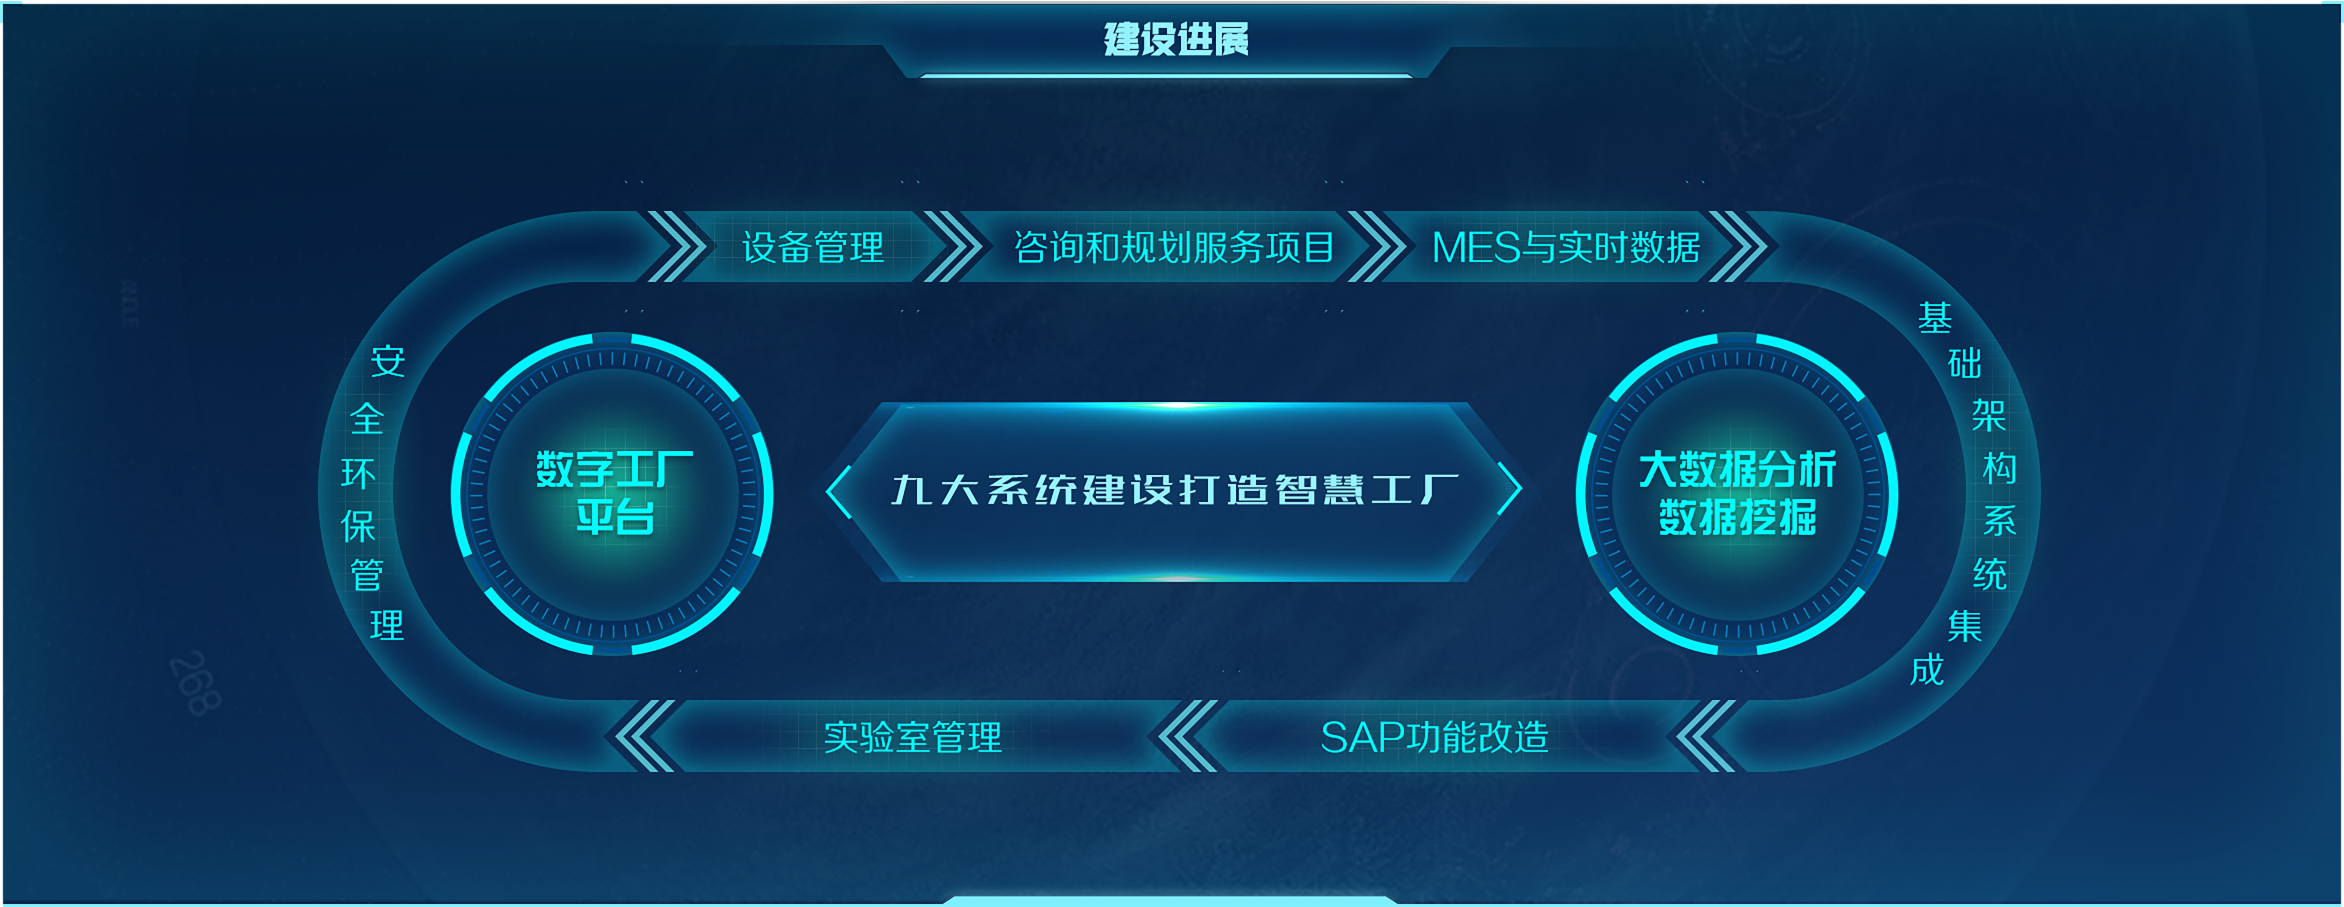 建设进展
设备管理
咨询和规划服务项目
MES与实时数据
基础架构系统集成
安全环保管理
数字工厂
平台
九大系统建设打造智慧工厂
大数据分析
数据挖掘
268
实验室管理
SAP功能改造